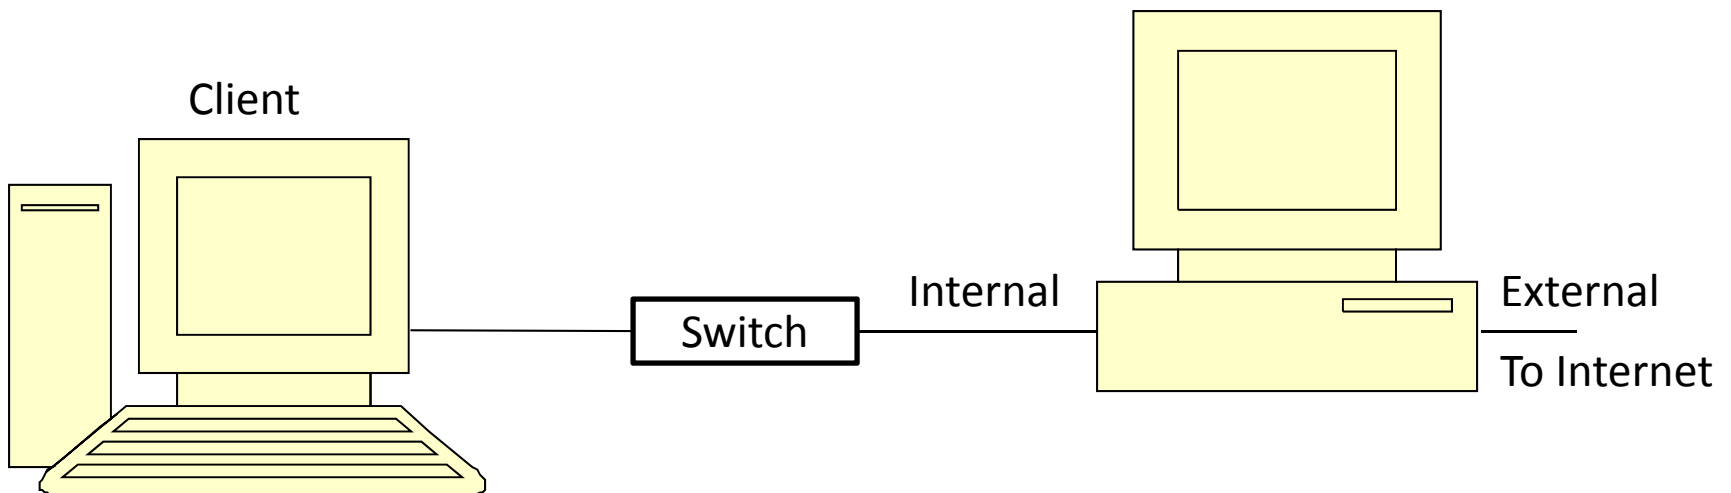 Client
Switch
Internal
External
To Internet